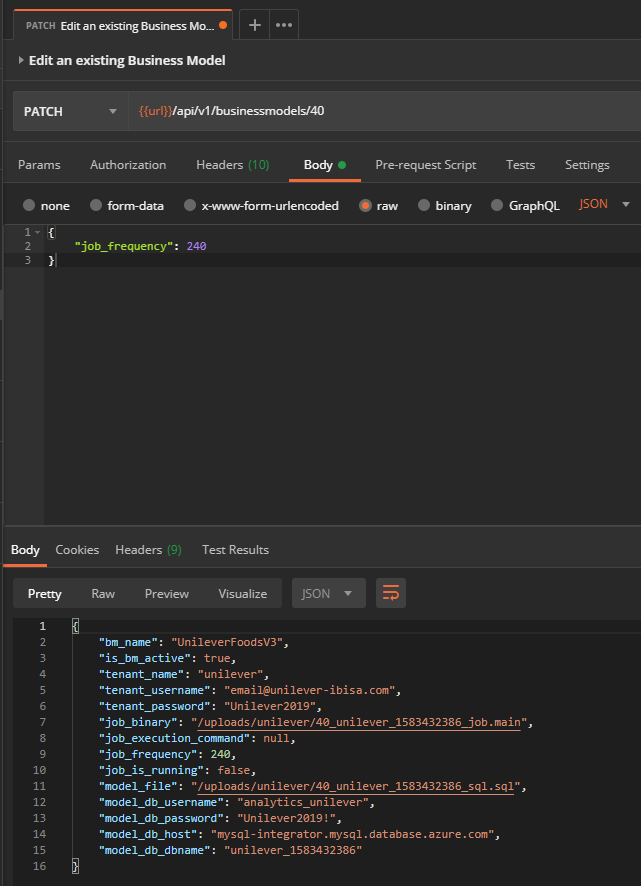 PATCH Edit an existing Business Mo...
Edit an existing Business Model
PATCH {{url}}/api/v1/businessmodels/40
Params Authorization Headers (10) Body Pre-request Script Tests Settings
none form-data x-www-form-urlencoded raw binary GraphQL JSON
1 {
2 "job_frequency": 240
3 }
Body Cookies Headers (9) Test Results
Pretty Raw Preview Visualize JSON
1 {
2 "bm_name": "UnileverFoodsV3",
3 "is_bm_active": true,
4 "tenant_name": "unilever",
5 "tenant_username": "email@unilever-ibisa.com",
6 "tenant_password": "Unilever2019",
7 "job_binary": "/uploads/unilever/40_unilever_1583432386_job.main",
8 "job_execution_command": null,
9 "job_frequency": 240,
10 "job_is_running": false,
11 "model_file": "/uploads/unilever/40_unilever_1583432386_sql.sql",
12 "model_db_username": "analytics_unilever",
13 "model_db_password": "Unilever2019!",
14 "model_db_host": "mysql-integrator.mysql.database.azure.com",
15 "model_db_dbname": "unilever_1583432386"
16 }